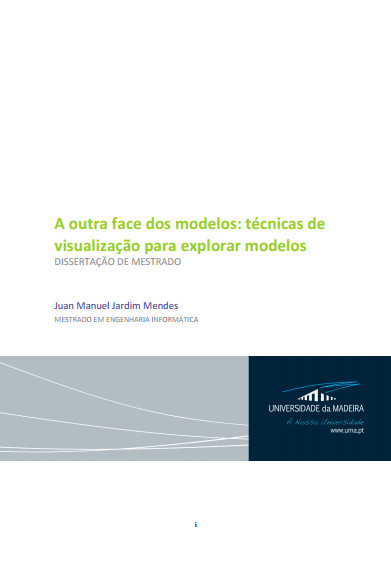 A outra face dos modelos: técnicas de
visualização para explorar modelos
DISSERTAÇÃO DE MESTRADO
Juan Manuel Jardim Mendes
MESTRADO EM ENGENHARIA INFORMÁTICA
UNIVERSIDADE da MADEIRA
A Nossa Universidade
www.uma.pt
i